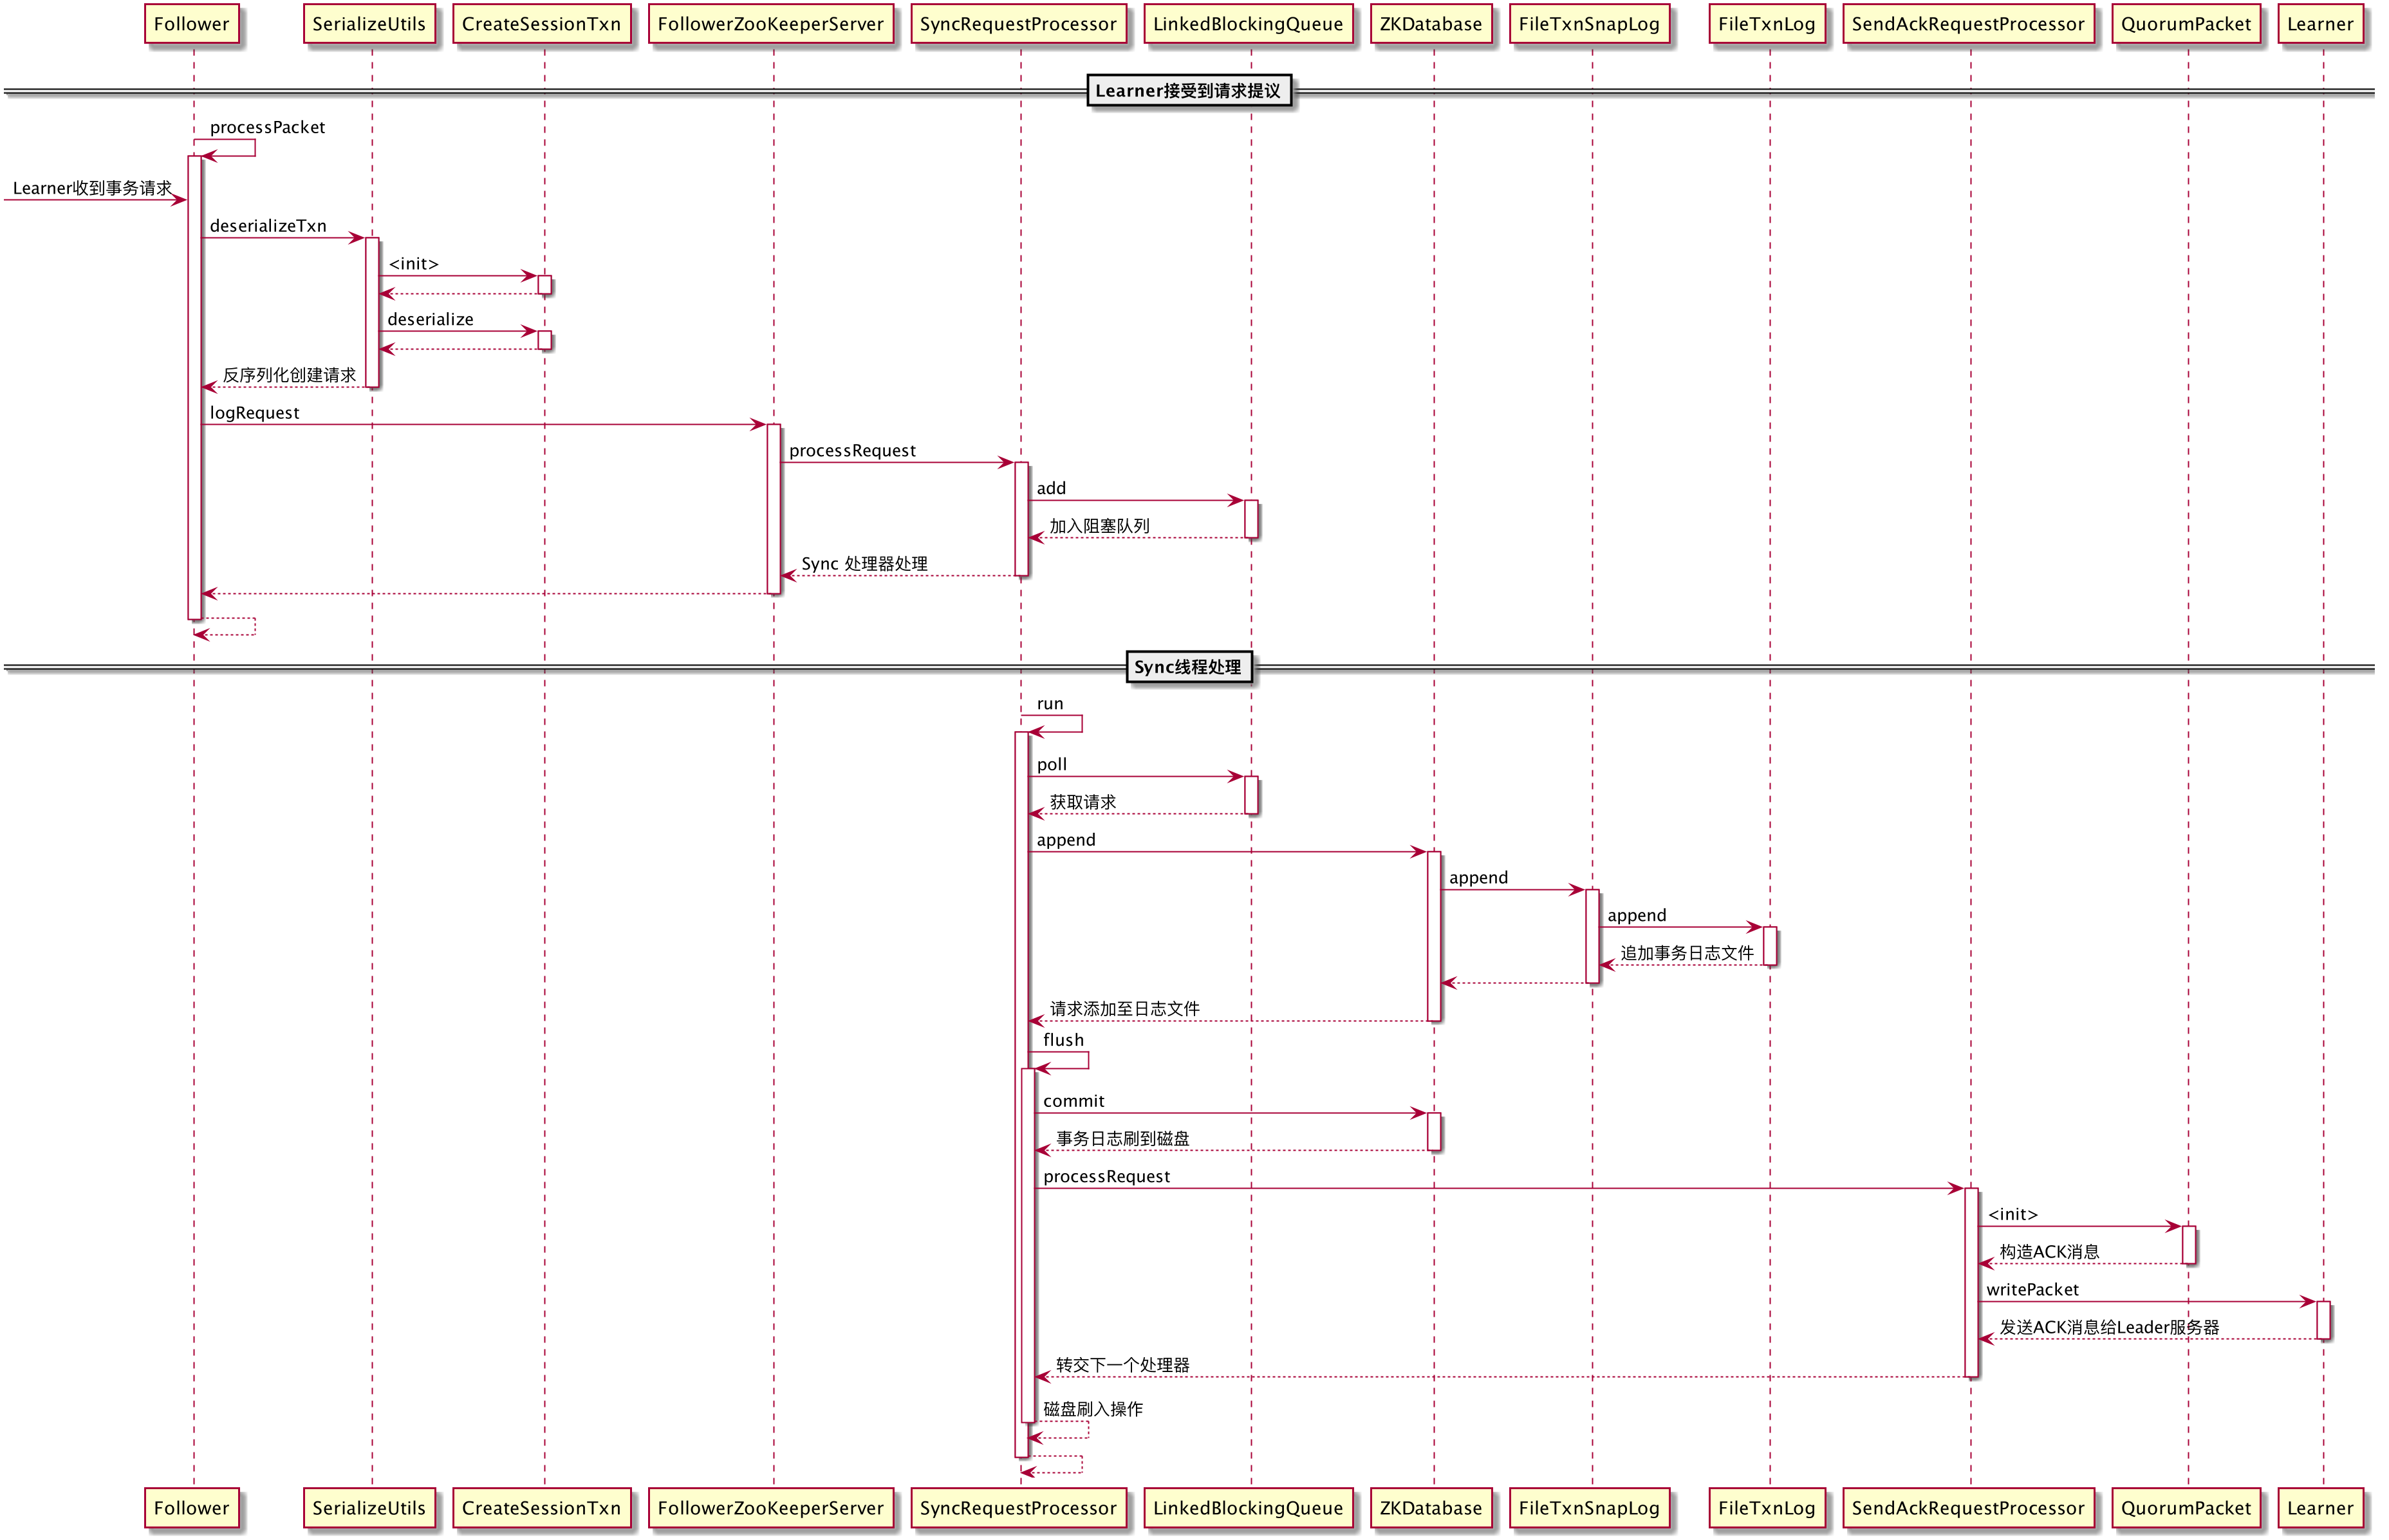 Follower
SerializeUtils
CreateSessionTxn
FollowerZooKeeperServer
SyncRequestProcessor
LinkedBlockingQueue
ZKDatabase
FileTxnSnapLog
FileTxnLog
SendAckRequestProcessor
QuorumPacket
Learner
Learner接受到请求提议
processPacket
Learner收到事务请求
deserializeTxn
<init>
deserialize
反序列化创建请求
logRequest
processRequest
add
加入阻塞队列
Sync 处理器处理
Sync线程处理
run
poll
获取请求
append
append
append
追加事务日志文件
请求添加至日志文件
flush
commit
事务日志刷到磁盘
processRequest
<init>
构造ACK消息
writePacket
发送ACK消息给Leader服务器
转交下一个处理器
磁盘刷入操作
Follower
SerializeUtils
CreateSessionTxn
FollowerZooKeeperServer
SyncRequestProcessor
LinkedBlockingQueue
ZKDatabase
FileTxnSnapLog
FileTxnLog
SendAckRequestProcessor
QuorumPacket
Learner